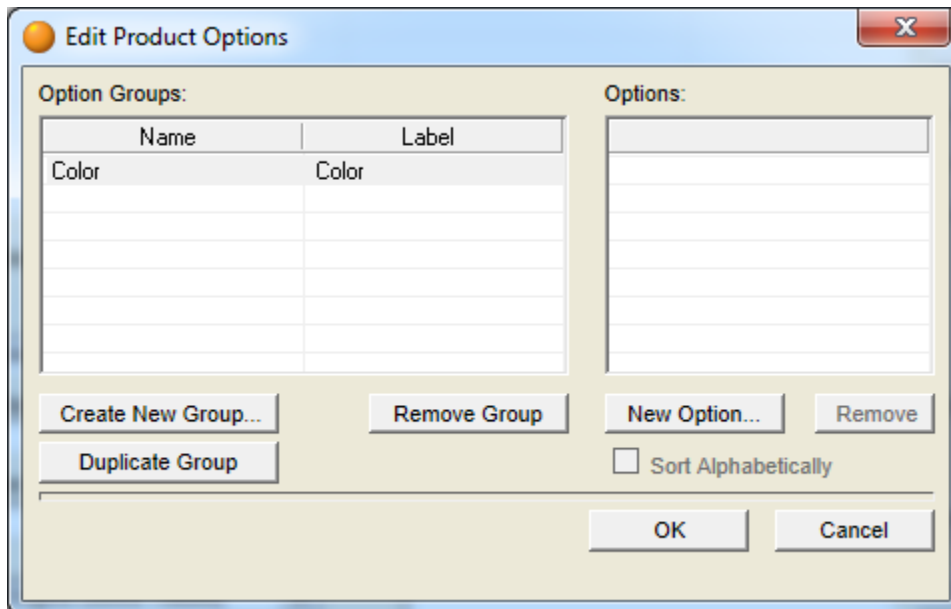 Edit Product Options
Option Groups: Options:
Name Label
Color Color
Create New Group... Remove Group New Option... Remove
Duplicate Group Sort Alphabetically
OK Cancel